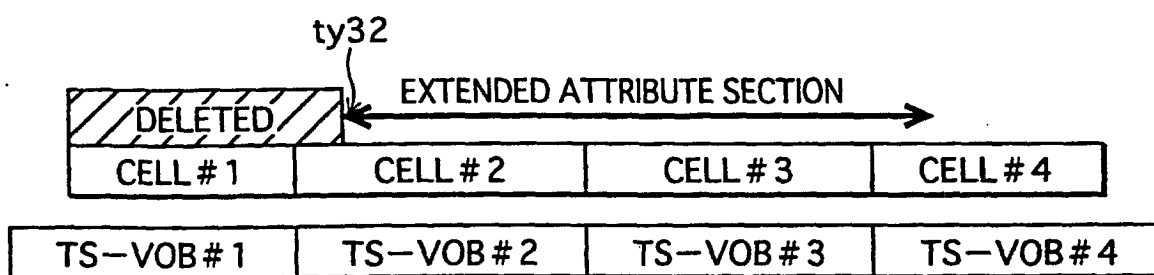 ty32
EXTENDED ATTRIBUTE SECTION
DELETED
CELL#1 CELL#2 CELL#3 CELL#4
TS-VOB#1 TS-VOB#2 TS-VOB#3 TS-VOB#4